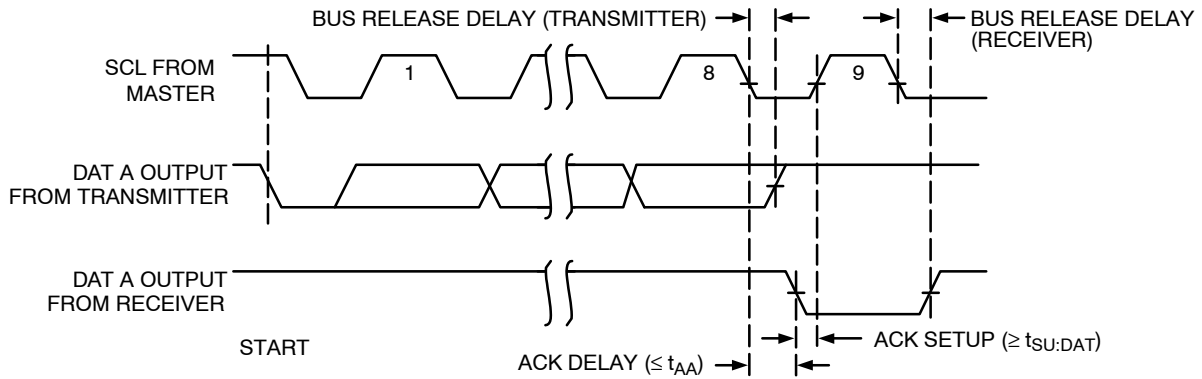 BUS RELEASE DELAY (TRANSMITTER)
BUS RELEASE DELAY
(RECEIVER)
SCL FROM
MASTER
1
8
9
DAT A OUTPUT
FROM TRANSMITTER
DAT A OUTPUT
FROM RECEIVER
START
ACK SETUP (≥ tSU:DAT)
ACK DELAY (≤ tAA)